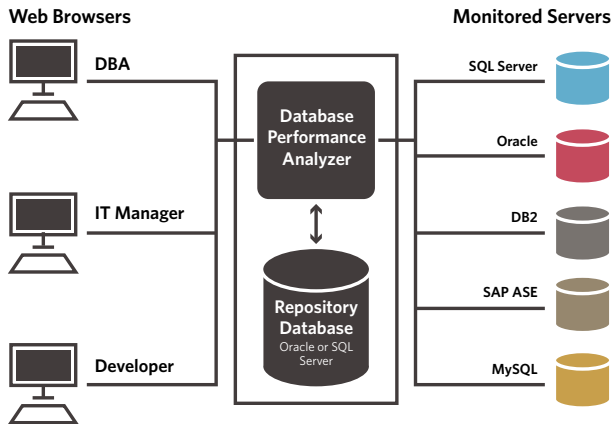 Web Browsers
Monitored Servers
DBA
IT Manager
Developer
Database
Performance
Analyzer
Repository
Database
Oracle or SQL
Server
SQL Server
Oracle
DB2
SAP ASE
MySQL